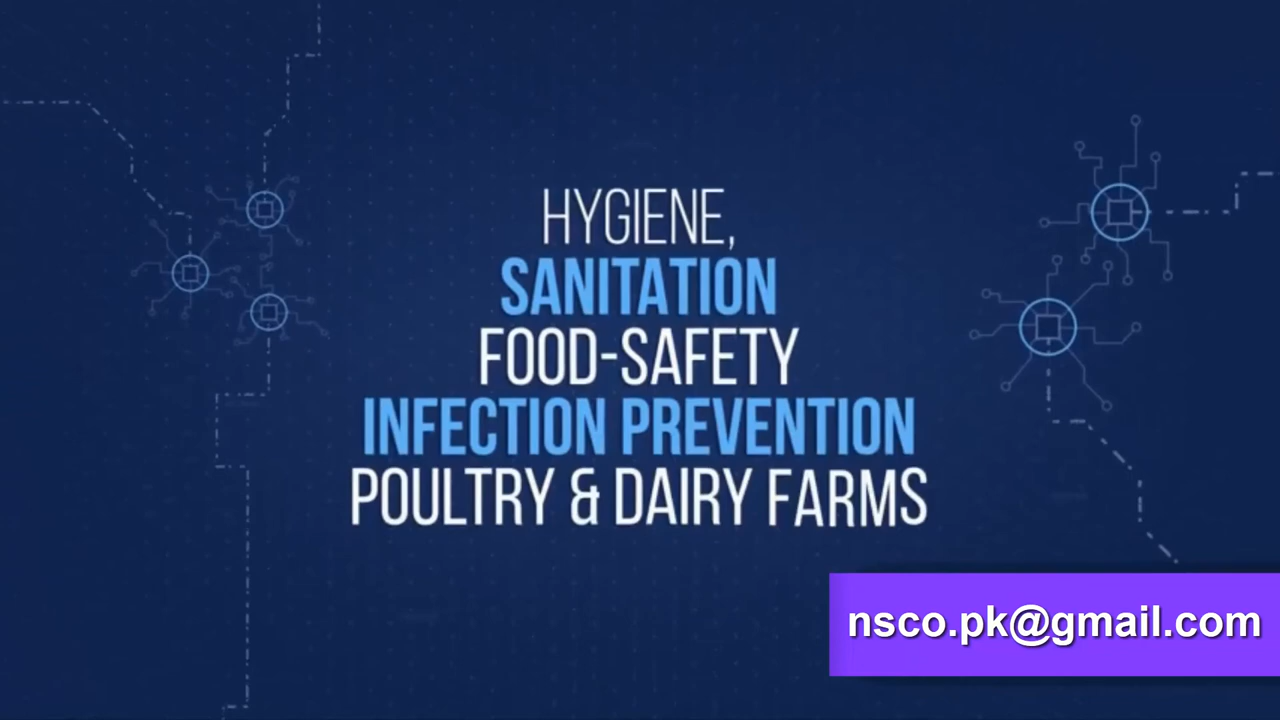 HYGIENE,
SANITATION
FOOD-SAFETY
INFECTION PREVENTION
POULTRY & DAIRY FARMS
nsco.pk@gmail.com